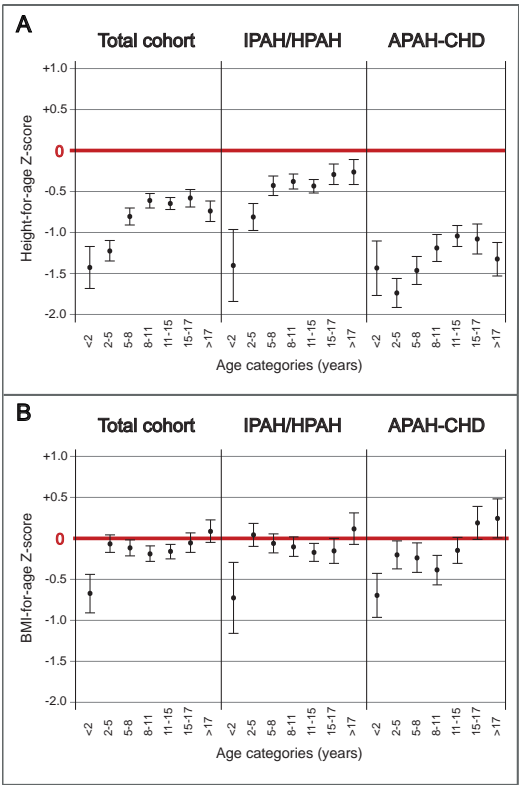 A
Total cohort IPAH/HPAH APAH-CHD
+1.0
+0.5
0
-0.5
-1.0
-1.5
-2.0
Height-for-age Z-score
<2 2-5 5-8 8-11 11-15 15-17 >17 <2 2-5 5-8 8-11 11-15 15-17 >17 <2 2-5 5-8 8-11 11-15 15-17 >17
Age categories (years)
B
Total cohort IPAH/HPAH APAH-CHD
+1.0
+0.5
0
-0.5
-1.0
-1.5
-2.0
BMI-for-age Z-score
<2 2-5 5-8 8-11 11-15 15-17 >17 <2 2-5 5-8 8-11 11-15 15-17 >17 <2 2-5 5-8 8-11 11-15 15-17 >17
Age categories (years)